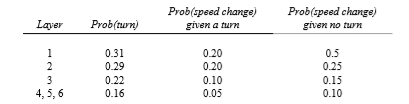 Prob(speed change) Prob(speed change)
Layer Prob(turn) given a turn given no turn
1 0.31 0.20 0.5
2 0.29 0.20 0.25
3 0.22 0.10 0.15
4, 5, 6 0.16 0.05 0.10